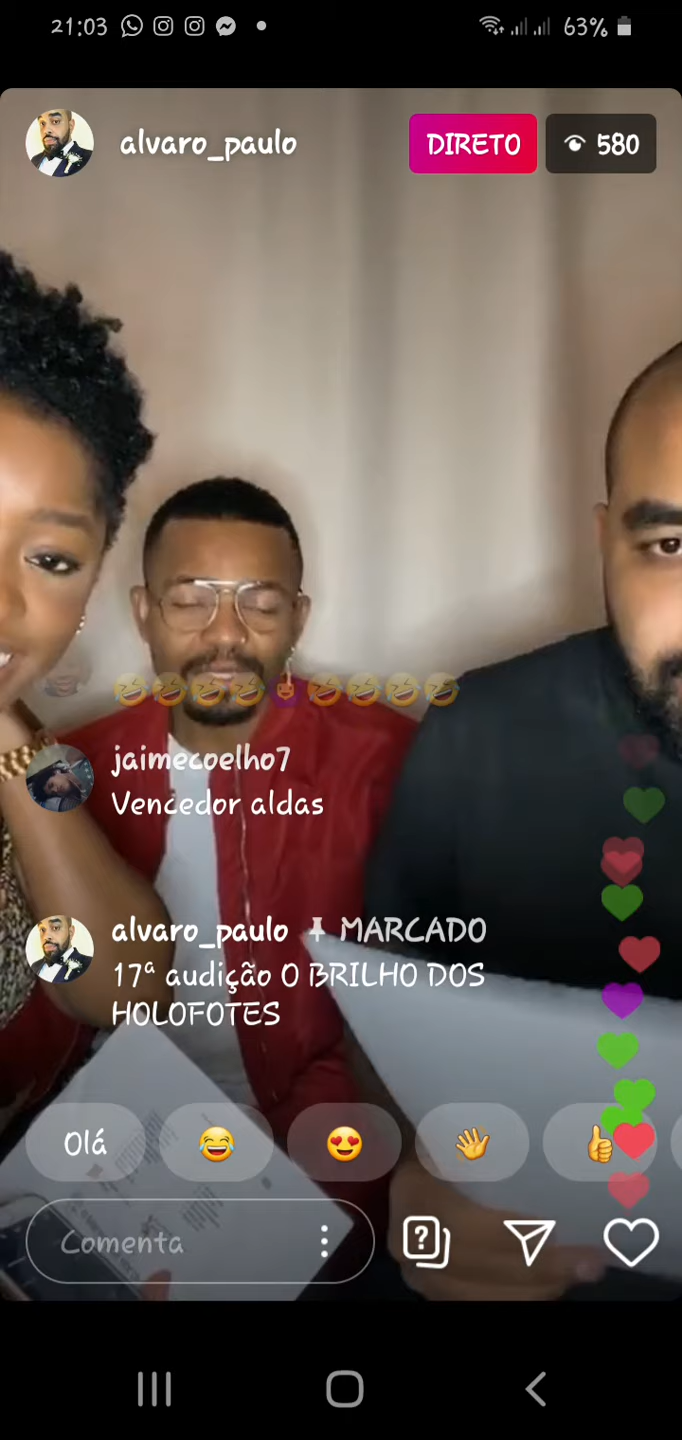 21:03
63%
alvaro_paulo
DIRETO
580
jaimecoelho7
Vencedor aldas
alvaro_paulo MARCADO
17ª audição O BRILHO DOS
HOLOFOTES
Olá
Comenta